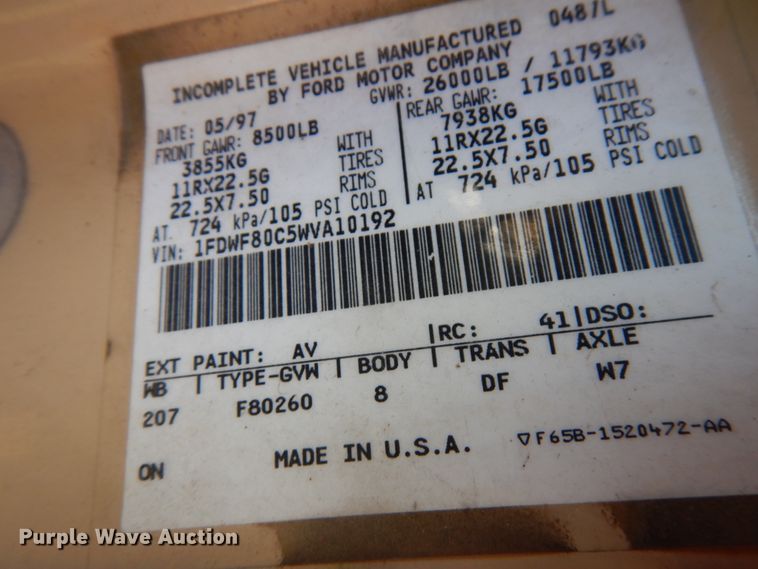 048/L
INCOMPLETE VEHICLE MANUFACTURED
BY FORD MOTOR COMPANY
DATE: 05/97 GVWR: 26000LB / 11793KG
FRONT GAWR: 8500LB
3855KG WITH
11RX22.5G TIRES
22.5X7.50 RIMS
AT 724 kPa/105 PSI COLD
REAR GAWR: 17500LB
7938KG WITH
11RX22.5G TIRES
22.5X7.50 RIMS
AT 724 kPa/105 PSI COLD
VIN: 1FDWF80C5WVA10192
EXT PAINT: AV RC: 41 DSO:
WB TYPE-GVW BODY TRANS AXLE
207 F80260 8 DF W7
ON MADE IN U.S.A. F65B-1520472-AA
Purple Wave Auction